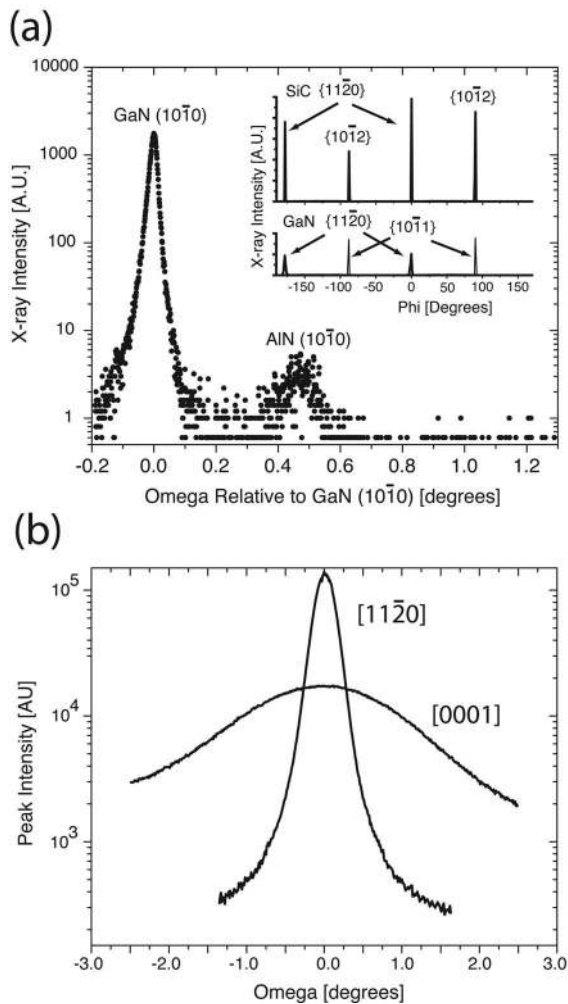 (a)
10000
1000
100
10
1
X-ray Intensity [A.U.]
GaN (101̄0)
AlN (101̄0)
-0.2 0.0 0.2 0.4 0.6 0.8 1.0 1.2
Omega Relative to GaN (101̄0) [degrees]
SiC {112̄0}
{101̄2}
{101̄2}
GaN {112̄0} {101̄1}
X-ray Intensity [A.U.]
-150 -100 -50 0 50 100 150
Phi [Degrees]
(b)
10⁵
10⁴
10³
Peak Intensity [AU]
[112̄0]
[0001]
-3.0 -2.0 -1.0 0.0 1.0 2.0 3.0
Omega [degrees]